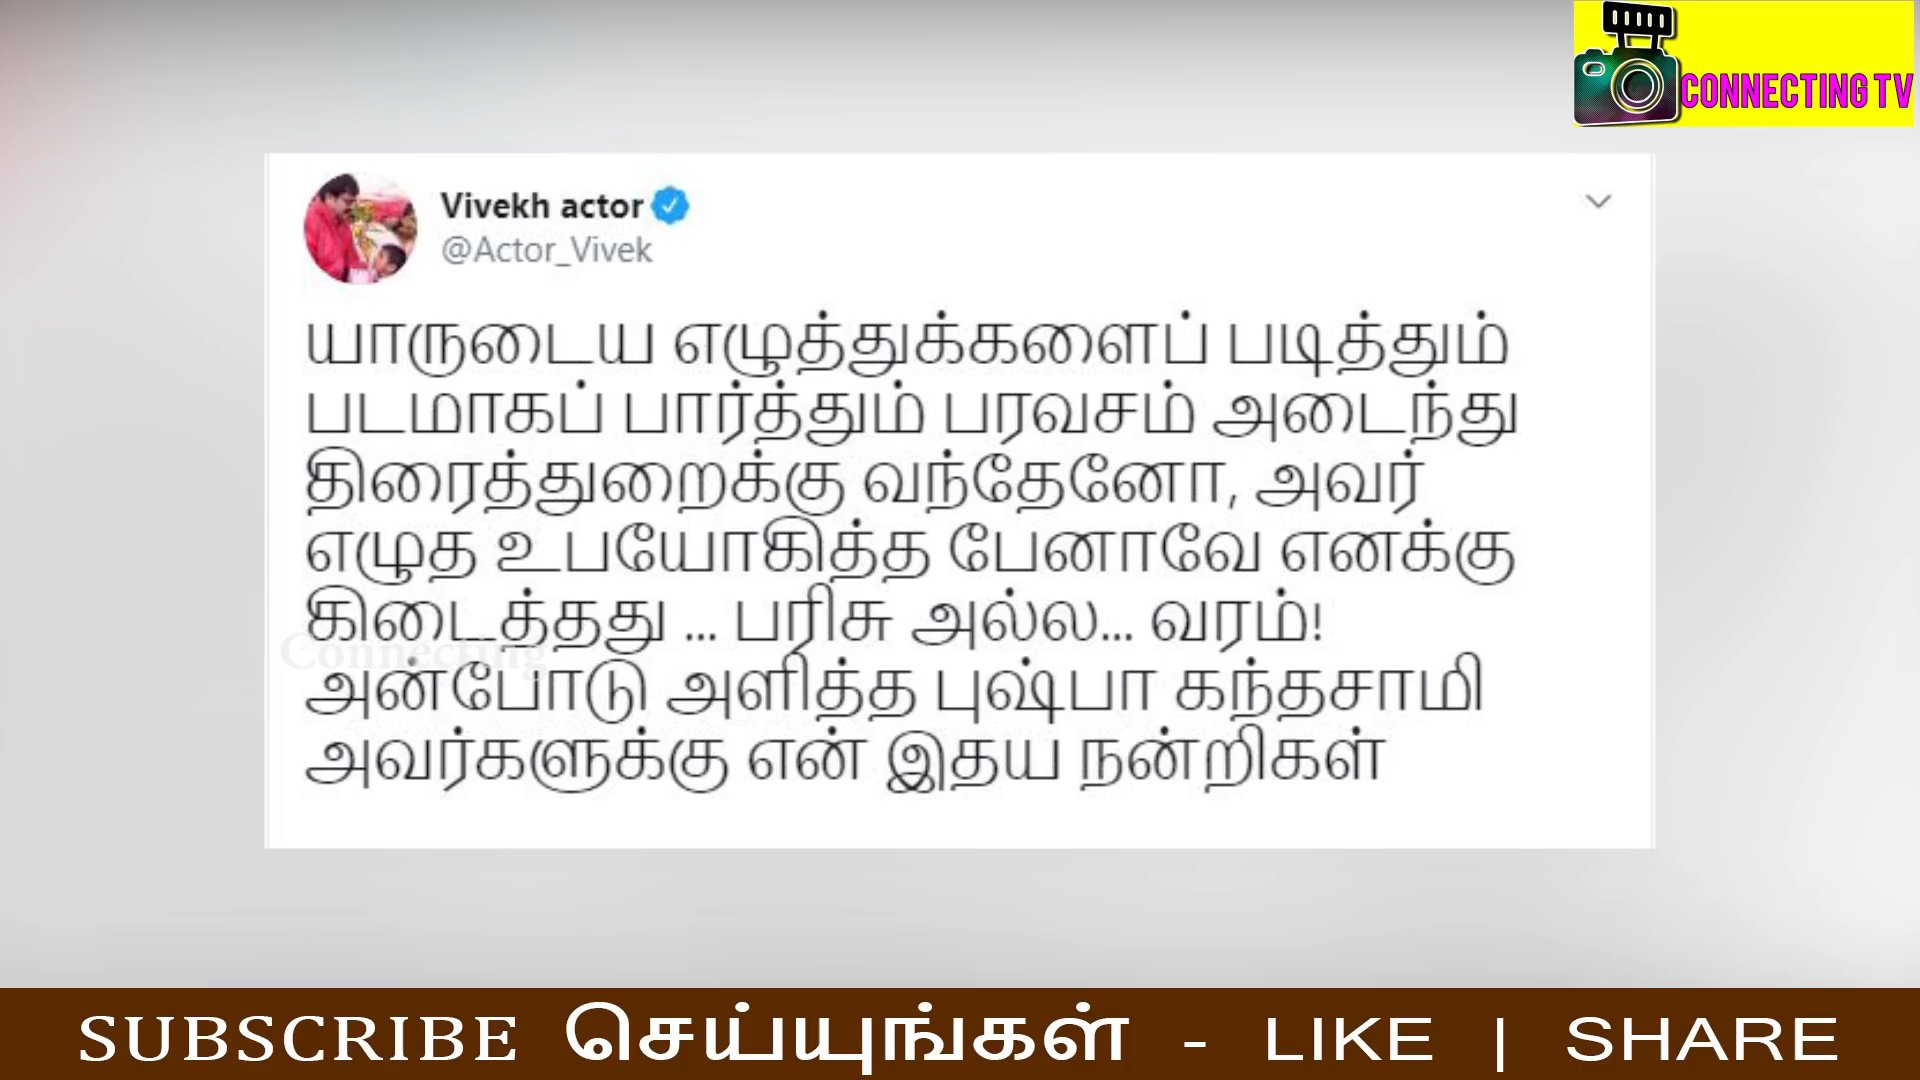 CONNECTING TV
Vivekh actor
@Actor_Vivek
யாருடைய எழுத்துக்களைப் படித்தும்
படமாகப் பார்த்தும் பரவசம் அடைந்து
திரைத்துறைக்கு வந்தேனோ, அவர்
எழுத உபயோகித்த பேனாவே எனக்கு
கிடைத்தது ... பரிசு அல்ல... வரம்!
Connecting
அன்போடு அளித்த புஷ்பா கந்தசாமி
அவர்களுக்கு என் இதய நன்றிகள்
SUBSCRIBE செய்யுங்கள் - LIKE | SHARE